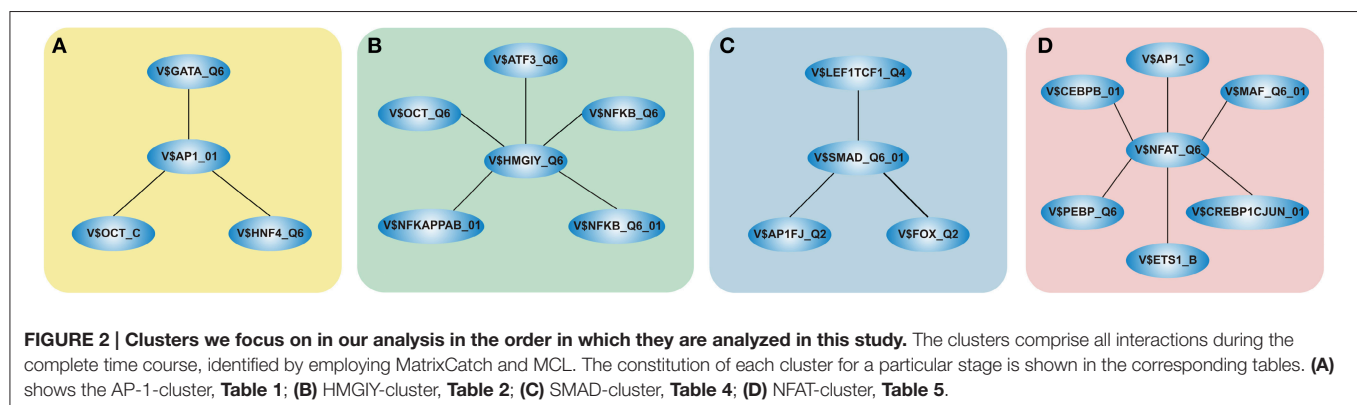 A
V$GATA_Q6
V$AP1_01
V$OCT_C
V$HNF4_Q6
B
V$ATF3_Q6
V$OCT_Q6
V$NFKB_Q6
V$HMGIY_Q6
V$NFKAPPAB_01
V$NFKB_Q6_01
C
V$LEF1TCF1_Q4
V$SMAD_Q6_01
V$AP1FJ_Q2
V$FOX_Q2
D
V$AP1_C
V$CEBPB_01
V$MAF_Q6_01
V$NFAT_Q6
V$PEBP_Q6
V$CREBP1CJUN_01
V$ETS1_B
FIGURE 2 | Clusters we focus on in our analysis in the order in which they are analyzed in this study. The clusters comprise all interactions during the
complete time course, identified by employing MatrixCatch and MCL. The constitution of each cluster for a particular stage is shown in the corresponding tables. (A)
shows the AP-1-cluster, Table 1; (B) HMGIY-cluster, Table 2; (C) SMAD-cluster, Table 4; (D) NFAT-cluster, Table 5.